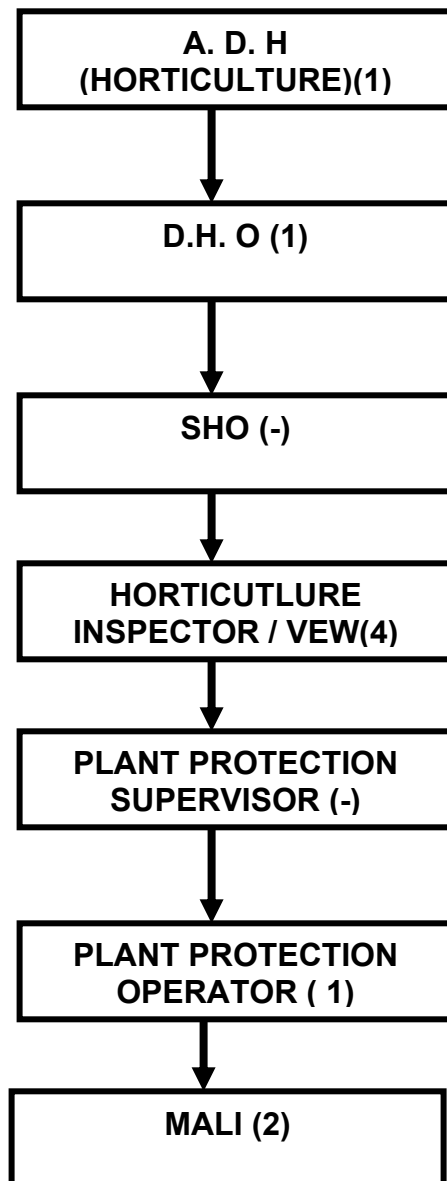 A. D. H
(HORTICULTURE)(1)
D.H. O (1)
SHO (-)
HORTICUTLURE
INSPECTOR / VEW(4)
PLANT PROTECTION
SUPERVISOR (-)
PLANT PROTECTION
OPERATOR ( 1)
MALI (2)